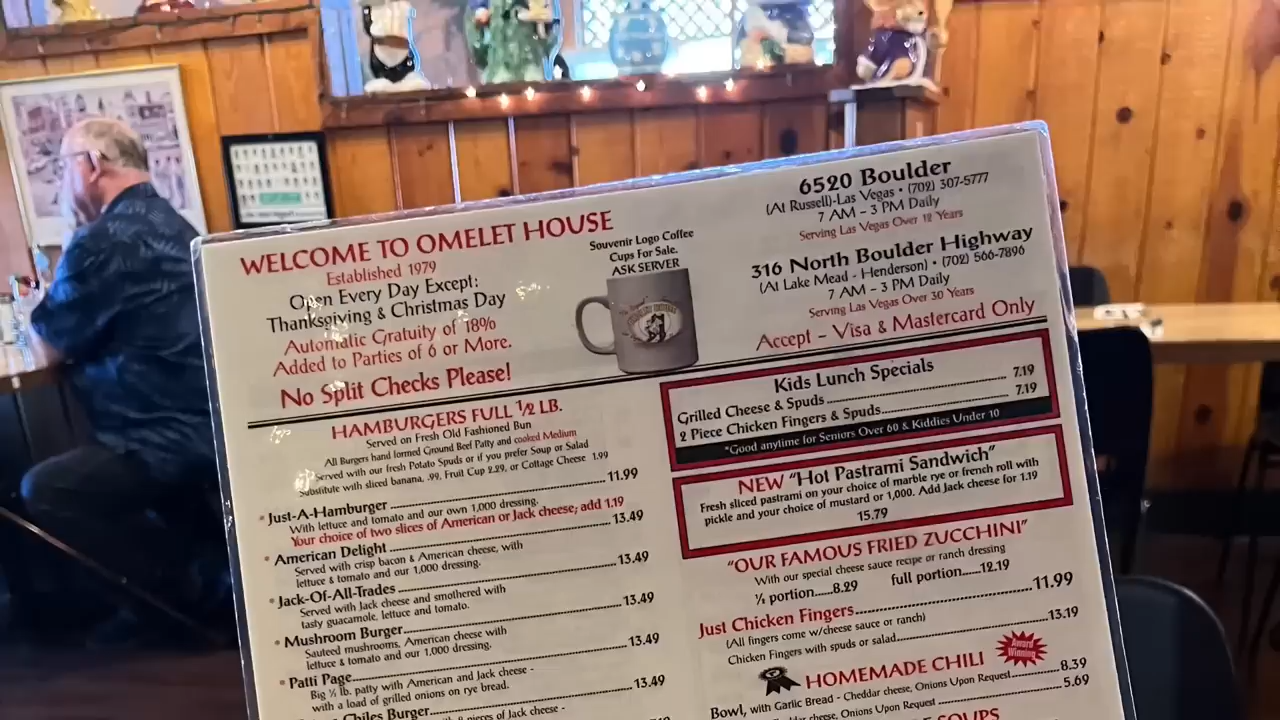 WELCOME TO OMELET HOUSE
Established 1979
Open Every Day Except:
Thanksgiving & Christmas Day
Automatic Gratuity of 18%
Added to Parties of 6 or More.
No Split Checks Please!
Souvenir Logo Coffee
Cups For Sale.
ASK SERVER
6520 Boulder
(At Russell)-Las Vegas • (702) 307-5777
7 AM – 3 PM Daily
Serving Las Vegas Over 12 Years
316 North Boulder Highway
(At Lake Mead - Henderson) • (702) 566-7896
7 AM – 3 PM Daily
Serving Las Vegas Over 30 Years
Accept – Visa & Mastercard Only
HAMBURGERS FULL ½ LB.
Served on Fresh Old Fashioned Bun
All Burgers hand formed Ground Beef Patty and cooked Medium
Served with our fresh Potato Spuds or if you prefer Soup or Salad
Substitute with sliced banana, .99, Fruit Cup 2.29, or Cottage Cheese 1.99
* Just-A-Hamburger 11.99
With lettuce and tomato and our own 1,000 dressing.
Your choice of two slices of American or Jack cheese; add 1.19
* American Delight 13.49
Served with crisp bacon & American cheese, with
lettuce & tomato and our 1,000 dressing.
* Jack-Of-All-Trades 13.49
Served with Jack cheese and smothered with
tasty guacamole, lettuce and tomato.
* Mushroom Burger 13.49
Sauteed mushrooms, American cheese with
lettuce & tomato and our 1,000 dressing.
* Patti Page 13.49
Big ½ lb. patty with American and Jack cheese -
with a load of grilled onions on rye bread.
Chiles Burger 13.49
pieces of Jack cheese -
Kids Lunch Specials
Grilled Cheese & Spuds 7.19
2 Piece Chicken Fingers & Spuds 7.19
*Good anytime for Seniors Over 60 & Kiddies Under 10
NEW "Hot Pastrami Sandwich"
Fresh sliced pastrami on your choice of marble rye or french roll with
pickle and your choice of mustard or 1,000. Add Jack cheese for 1.19
15.79
"OUR FAMOUS FRIED ZUCCHINI"
With our special cheese sauce recipe or ranch dressing
½ portion.....8.29 full portion.....12.19
Just Chicken Fingers 11.99
(All fingers come w/cheese sauce or ranch)
Chicken Fingers with spuds or salad 13.19
HOMEMADE CHILI
Award
Winning
Bowl, with Garlic Bread - Cheddar cheese, Onions Upon Request 8.39
cheese, Onions Upon Request 5.69
SOUPS